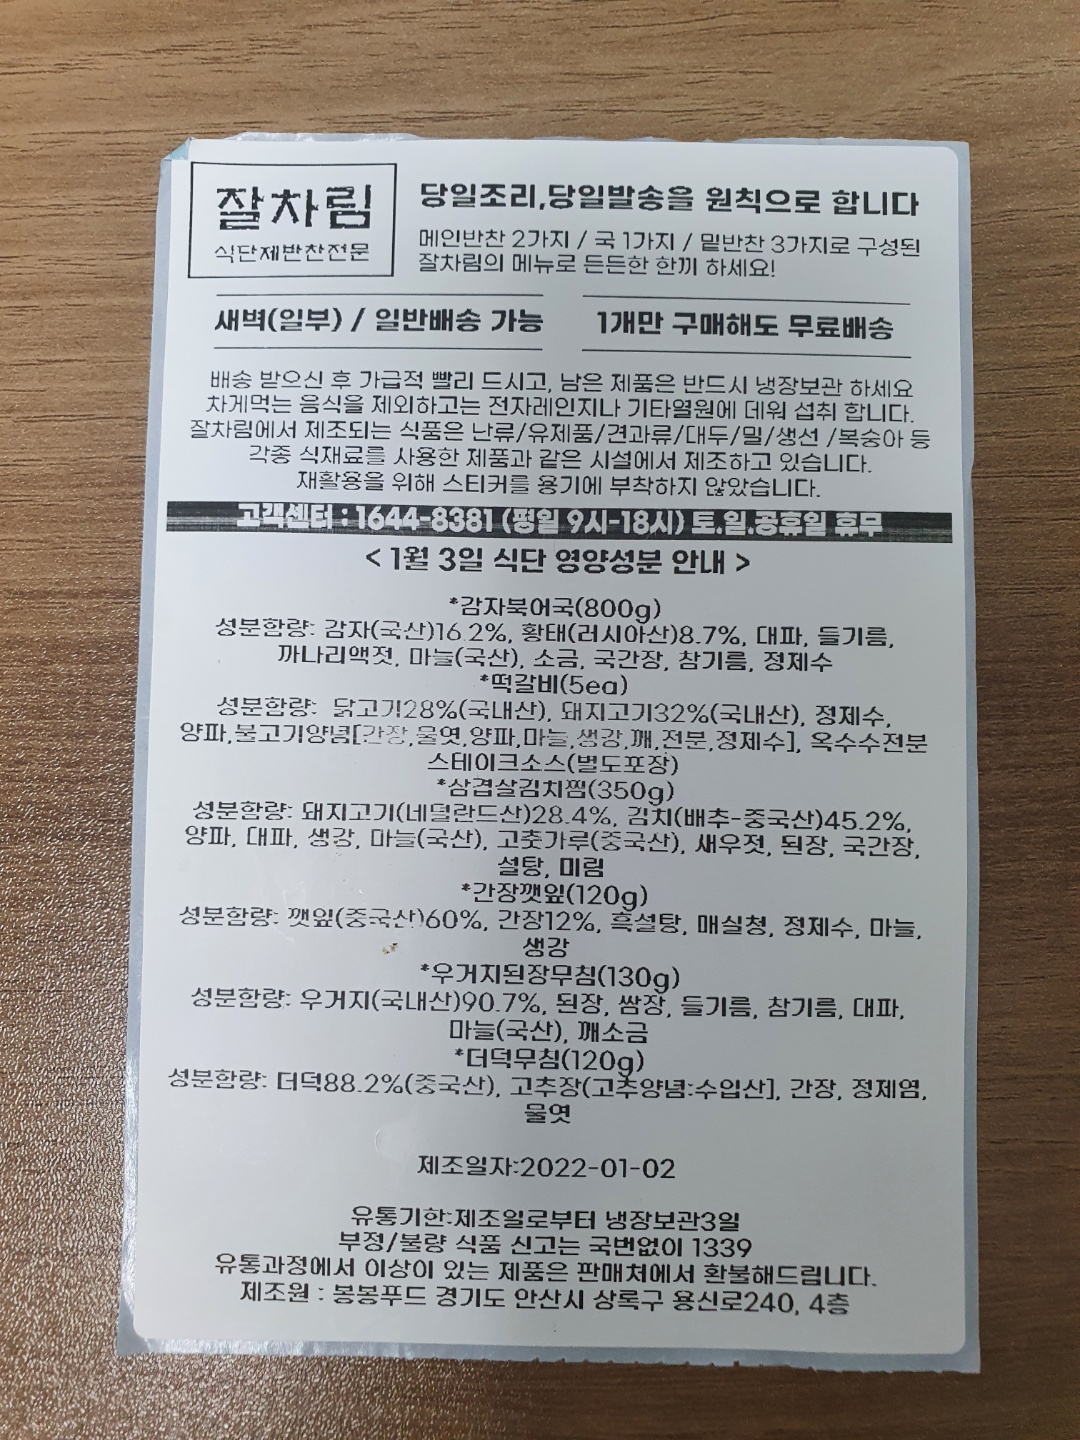 잘차림
식단제반찬전문
당일조리,당일발송을 원칙으로 합니다
메인반찬 2가지 / 국 1가지 / 밑반찬 3가지로 구성된
잘차림의 메뉴로 든든한 한끼 하세요!
새벽(일부) / 일반배송 가능
1개만 구매해도 무료배송
배송 받으신 후 가급적 빨리 드시고, 남은 제품은 반드시 냉장보관 하세요
차게먹는 음식을 제외하고는 전자레인지나 기타열원에 데워 섭취 합니다.
잘차림에서 제조되는 식품은 난류/유제품/견과류/대두/밀/생선 /복숭아 등
각종 식재료를 사용한 제품과 같은 시설에서 제조하고 있습니다.
재활용을 위해 스티커를 용기에 부착하지 않았습니다.
고객센터 : 1644-8381 (평일 9시-18시) 토.일.공휴일 휴무
< 1월 3일 식단 영양성분 안내 >
*감자북어국(800g)
성분함량: 감자(국산)16.2%, 황태(러시아산)8.7%, 대파, 들기름,
까나리액젓, 마늘(국산), 소금, 국간장, 참기름, 정제수
*떡갈비(5ea)
성분함량: 닭고기28%(국내산), 돼지고기32%(국내산), 정제수,
양파,불고기양념[간장,물엿,양파,마늘,생강,깨,전분,정제수], 옥수수전분
스테이크소스(별도포장)
*삼겹살김치찜(350g)
성분함량: 돼지고기(네덜란드산)28.4%, 김치(배추-중국산)45.2%,
양파, 대파, 생강, 마늘(국산), 고춧가루(중국산), 새우젓, 된장, 국간장,
설탕, 미림
*간장깻잎(120g)
성분함량: 깻잎(중국산)60%, 간장12%, 흑설탕, 매실청, 정제수, 마늘,
생강
*우거지된장무침(130g)
성분함량: 우거지(국내산)90.7%, 된장, 쌈장, 들기름, 참기름, 대파,
마늘(국산), 깨소금
*더덕무침(120g)
성분함량: 더덕88.2%(중국산), 고추장(고추양념:수입산], 간장, 정제염,
물엿
제조일자:2022-01-02
유통기한:제조일로부터 냉장보관3일
부정/불량 식품 신고는 국번없이 1339
유통과정에서 이상이 있는 제품은 판매처에서 환불해드립니다.
제조원 : 봉봉푸드 경기도 안산시 상록구 용신로240, 4층